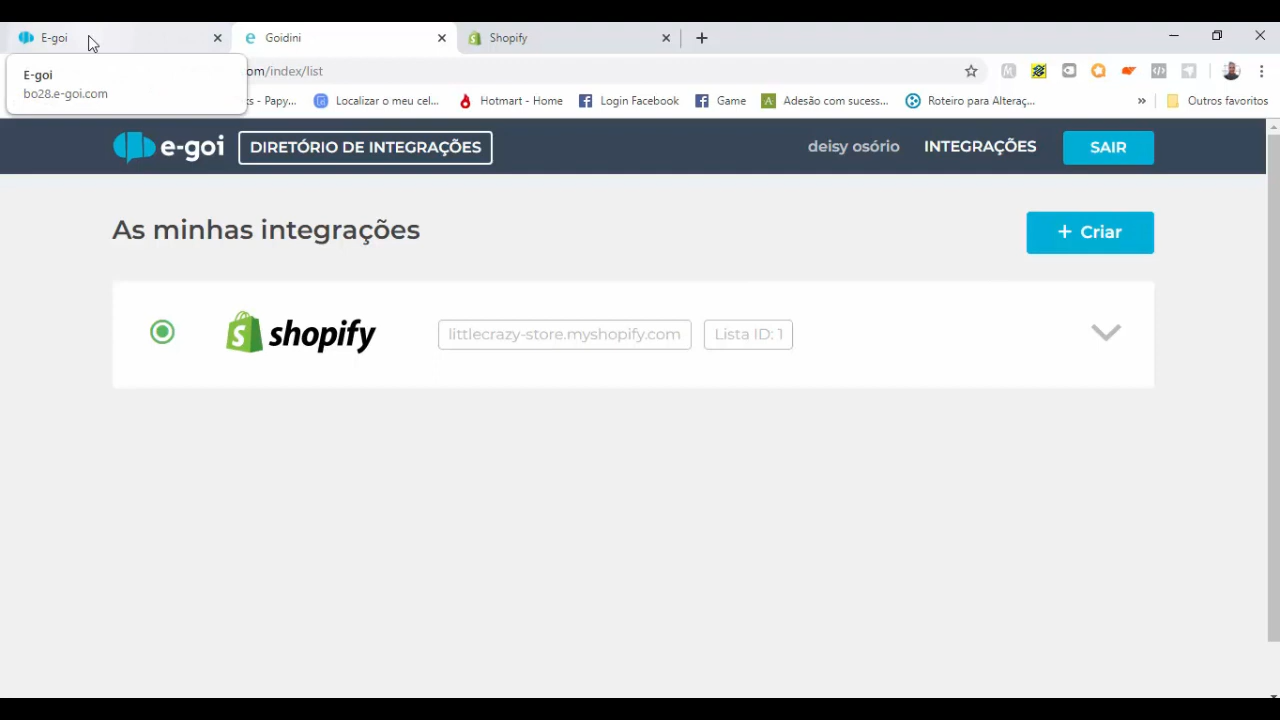 E-goi
Goidini
Shopify
E-goi
bo28.e-goi.com
om/index/list
ks - Papy...
Localizar o meu cel...
Hotmart - Home
Login Facebook
Game
Adesão com sucess...
Roteiro para Alteraç...
»
Outros favoritos
e-goi
DIRETÓRIO DE INTEGRAÇÕES
deisy osório
INTEGRAÇÕES
SAIR
As minhas integrações
+ Criar
shopify
littlecrazy-store.myshopify.com
Lista ID: 1